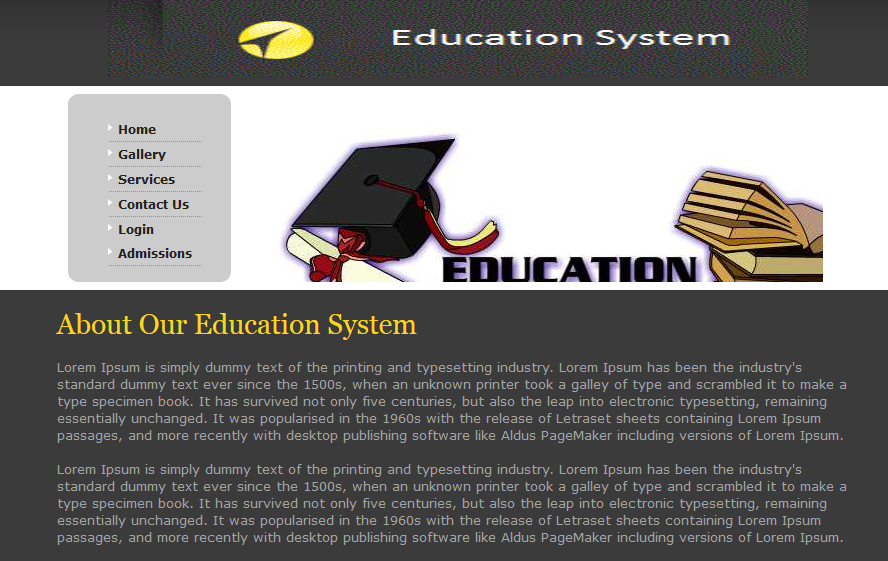 Education System
Home
Gallery
Services
Contact Us
Login
Admissions
EDUCATION
About Our Education System
Lorem Ipsum is simply dummy text of the printing and typesetting industry. Lorem Ipsum has been the industry's
standard dummy text ever since the 1500s, when an unknown printer took a galley of type and scrambled it to make a
type specimen book. It has survived not only five centuries, but also the leap into electronic typesetting, remaining
essentially unchanged. It was popularised in the 1960s with the release of Letraset sheets containing Lorem Ipsum
passages, and more recently with desktop publishing software like Aldus PageMaker including versions of Lorem Ipsum.
Lorem Ipsum is simply dummy text of the printing and typesetting industry. Lorem Ipsum has been the industry's
standard dummy text ever since the 1500s, when an unknown printer took a galley of type and scrambled it to make a
type specimen book. It has survived not only five centuries, but also the leap into electronic typesetting, remaining
essentially unchanged. It was popularised in the 1960s with the release of Letraset sheets containing Lorem Ipsum
passages, and more recently with desktop publishing software like Aldus PageMaker including versions of Lorem Ipsum.